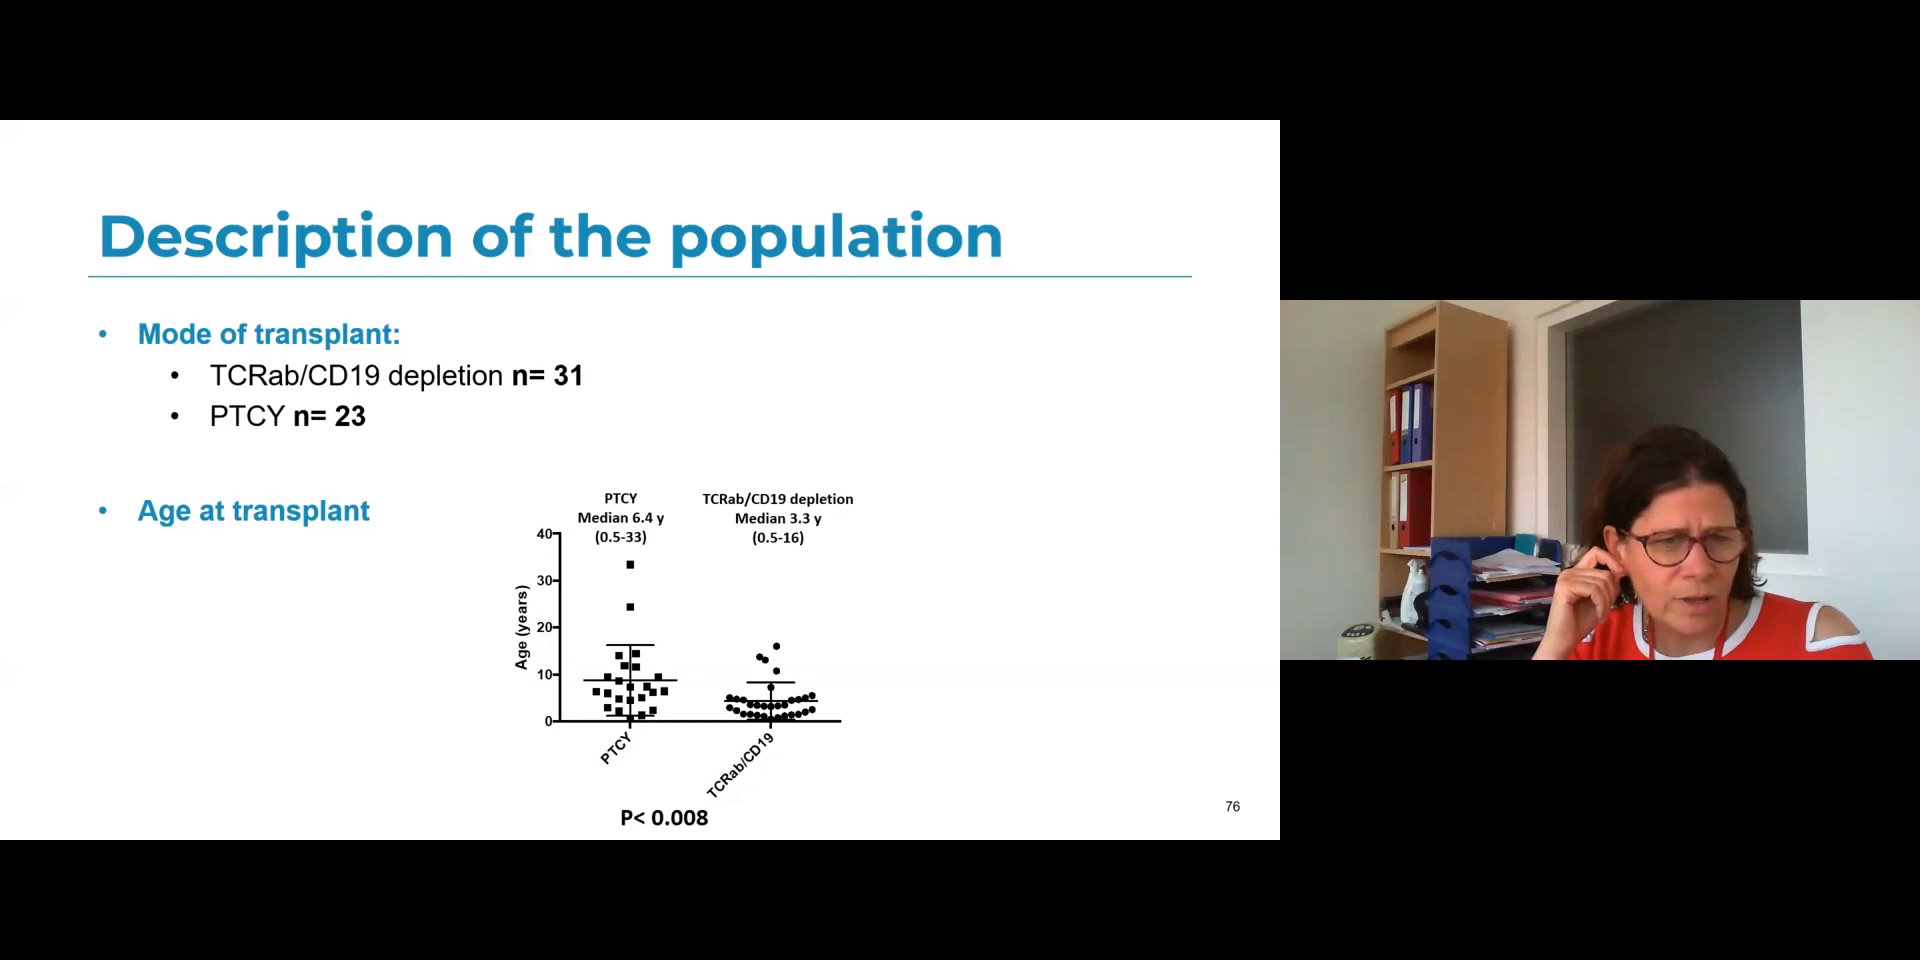 Description of the population
• Mode of transplant:
• TCRab/CD19 depletion n= 31
• PTCY n= 23
• Age at transplant
PTCY
Median 6.4 y
(0.5-33)
TCRab/CD19 depletion
Median 3.3 y
(0.5-16)
Age (years)
40
30
20
10
0
PTCY
TCRab/CD19
P< 0.008
76